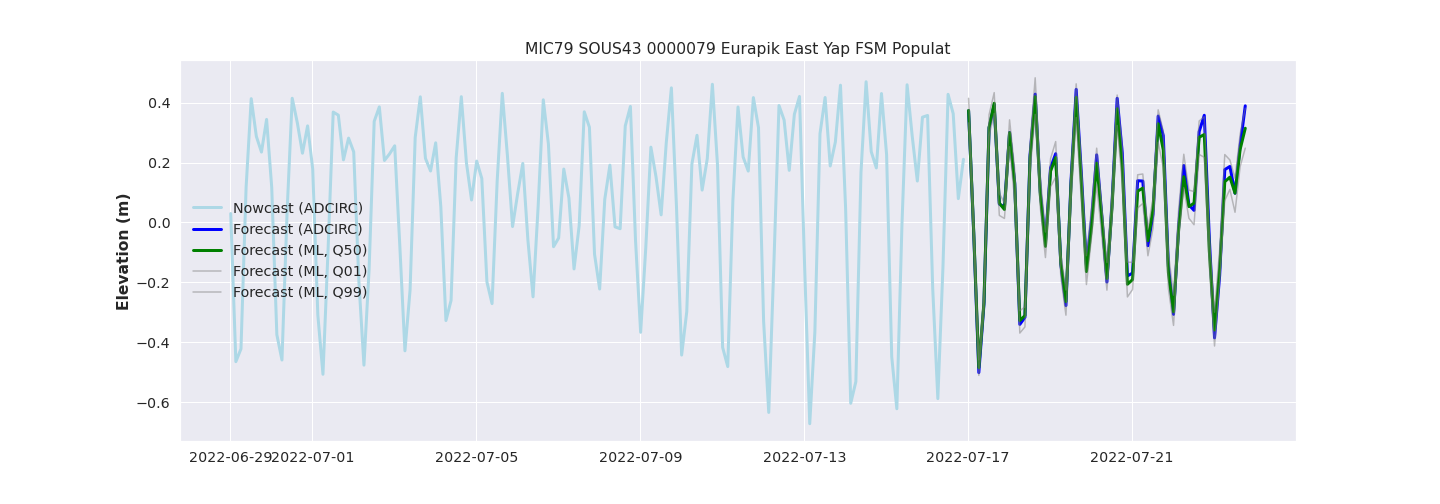 MIC79 SOUS43 0000079 Eurapik East Yap FSM Populat
Elevation (m)
0.4
0.2
0.0
−0.2
−0.4
−0.6
Nowcast (ADCIRC)
Forecast (ADCIRC)
Forecast (ML, Q50)
Forecast (ML, Q01)
Forecast (ML, Q99)
2022-06-29 2022-07-01 2022-07-05 2022-07-09 2022-07-13 2022-07-17 2022-07-21